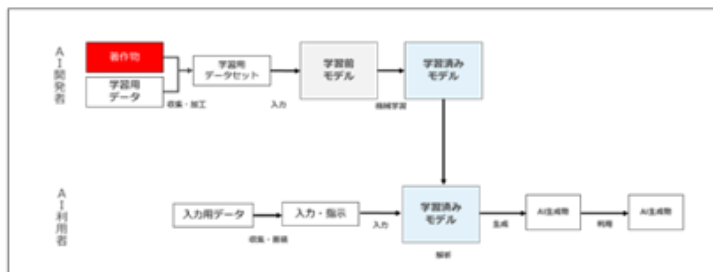 AI開発者
著作物
学習用
データ
収集・加工
学習用
データセット
入力
学習前
モデル
機械学習
学習済み
モデル
AI利用者
入力用データ
収集・蓄積
入力・指示
入力
学習済み
モデル
解析
生成
AI生成物
利用
AI生成物